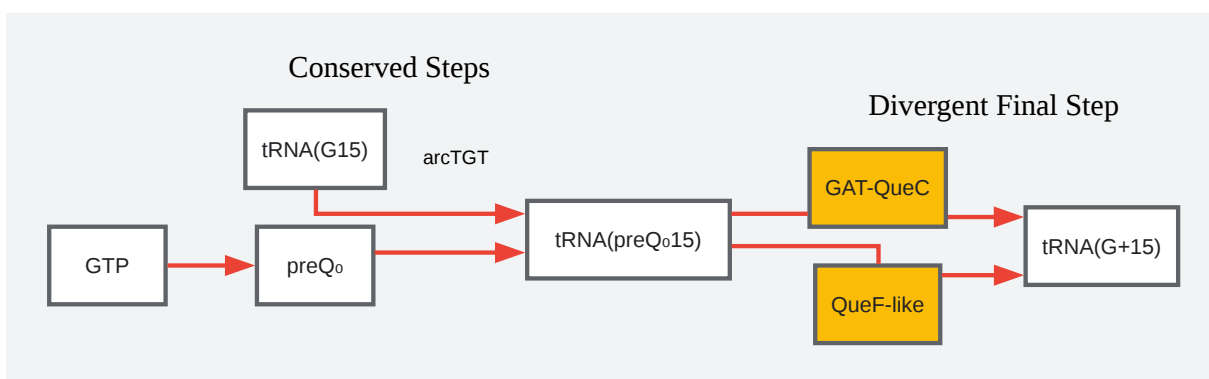 Conserved Steps
Divergent Final Step
tRNA(G15)
arcTGT
GAT-QueC
GTP
preQ₀
tRNA(preQ₀15)
tRNA(G+15)
QueF-like